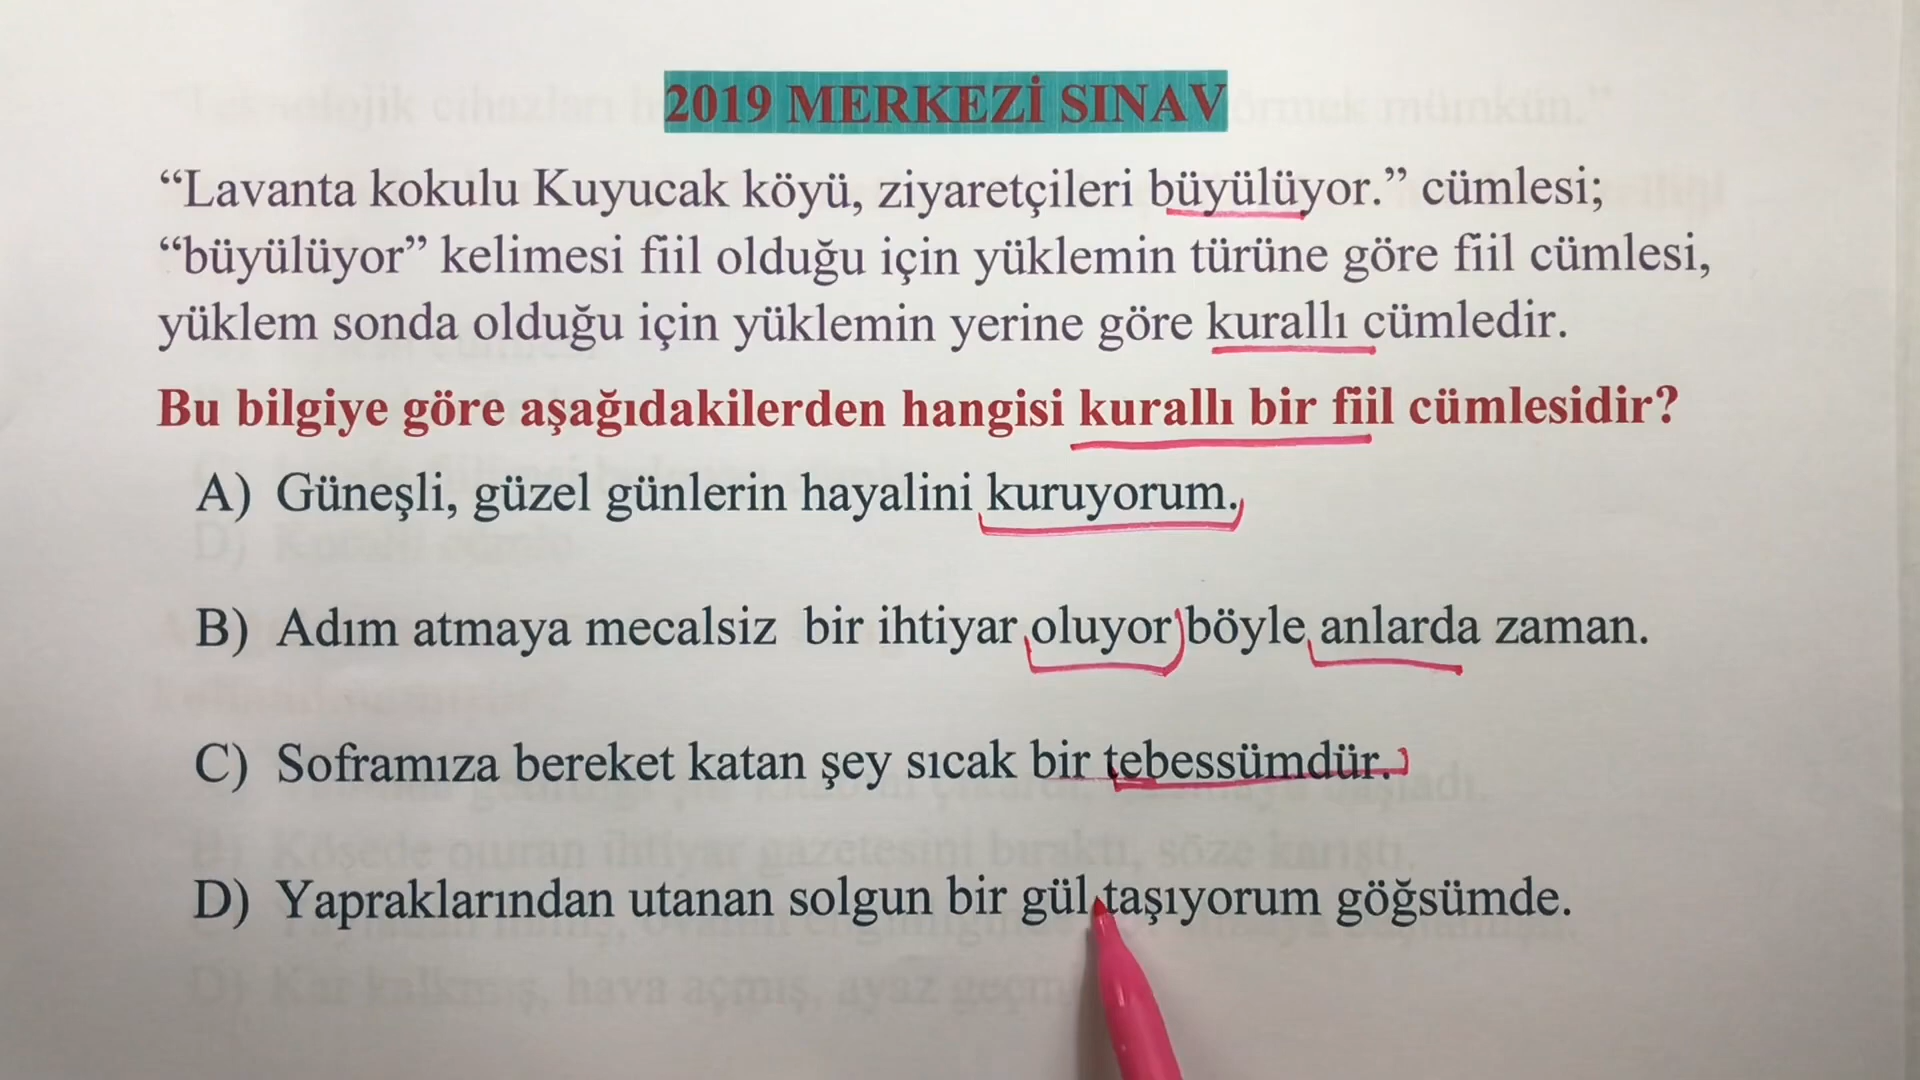 2019 MERKEZİ SINAV
“Lavanta kokulu Kuyucak köyü, ziyaretçileri büyülüyor.” cümlesi;
“büyülüyor” kelimesi fiil olduğu için yüklemin türüne göre fiil cümlesi,
yüklem sonda olduğu için yüklemin yerine göre kurallı cümledir.
Bu bilgiye göre aşağıdakilerden hangisi kurallı bir fiil cümlesidir?
A) Güneşli, güzel günlerin hayalini kuruyorum.
B) Adım atmaya mecalsiz bir ihtiyar oluyor böyle anlarda zaman.
C) Soframıza bereket katan şey sıcak bir tebessümdür.
D) Yapraklarından utanan solgun bir gül taşıyorum göğsümde.